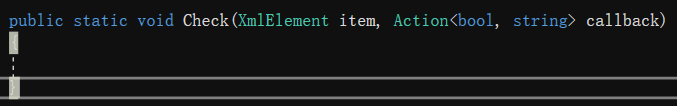 public static void Check(XmlElement item, Action<bool, string> callback)
{
}